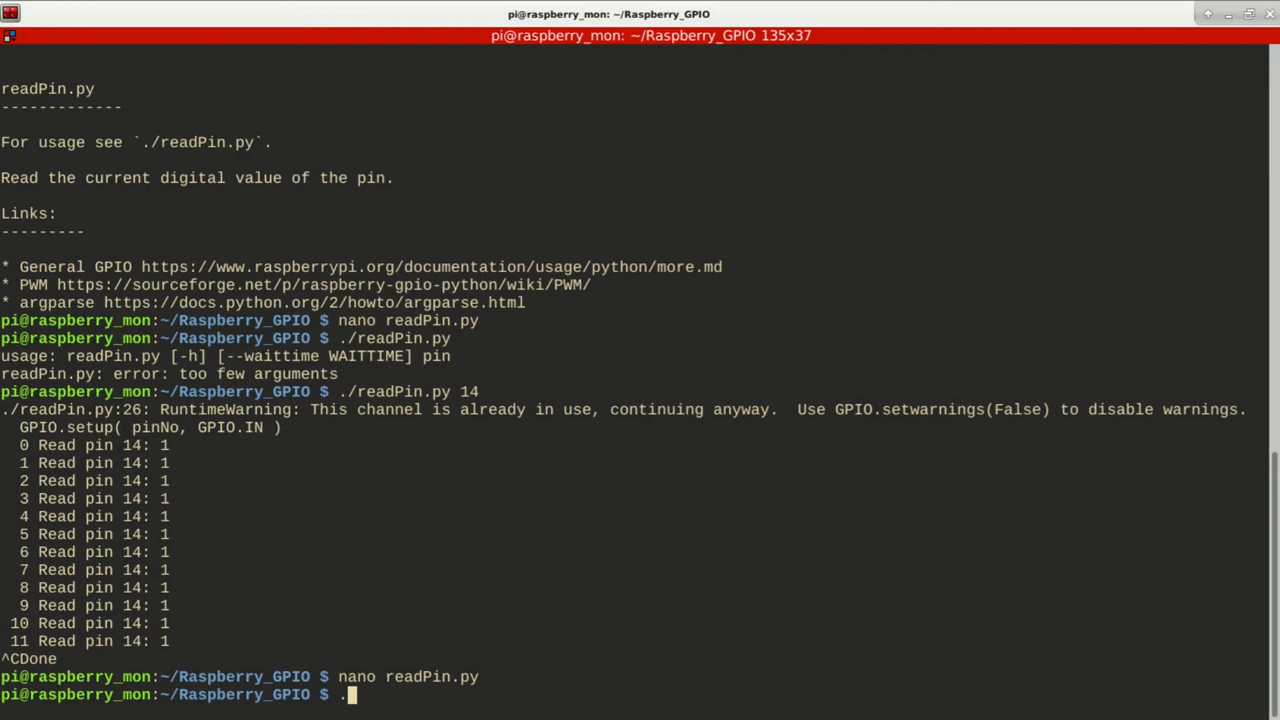 pi@raspberry_mon: ~/Raspberry_GPIO
pi@raspberry_mon: ~/Raspberry_GPIO 135x37
readPin.py
-------------
For usage see `./readPin.py`.
Read the current digital value of the pin.
Links:
---------
* General GPIO https://www.raspberrypi.org/documentation/usage/python/more.md
* PWM https://sourceforge.net/p/raspberry-gpio-python/wiki/PWM/
* argparse https://docs.python.org/2/howto/argparse.html
pi@raspberry_mon:~/Raspberry_GPIO $ nano readPin.py
pi@raspberry_mon:~/Raspberry_GPIO $ ./readPin.py
usage: readPin.py [-h] [--waittime WAITTIME] pin
readPin.py: error: too few arguments
pi@raspberry_mon:~/Raspberry_GPIO $ ./readPin.py 14
./readPin.py:26: RuntimeWarning: This channel is already in use, continuing anyway.  Use GPIO.setwarnings(False) to disable warnings.
  GPIO.setup( pinNo, GPIO.IN )
  0 Read pin 14: 1
  1 Read pin 14: 1
  2 Read pin 14: 1
  3 Read pin 14: 1
  4 Read pin 14: 1
  5 Read pin 14: 1
  6 Read pin 14: 1
  7 Read pin 14: 1
  8 Read pin 14: 1
  9 Read pin 14: 1
 10 Read pin 14: 1
 11 Read pin 14: 1
^CDone
pi@raspberry_mon:~/Raspberry_GPIO $ nano readPin.py
pi@raspberry_mon:~/Raspberry_GPIO $ .